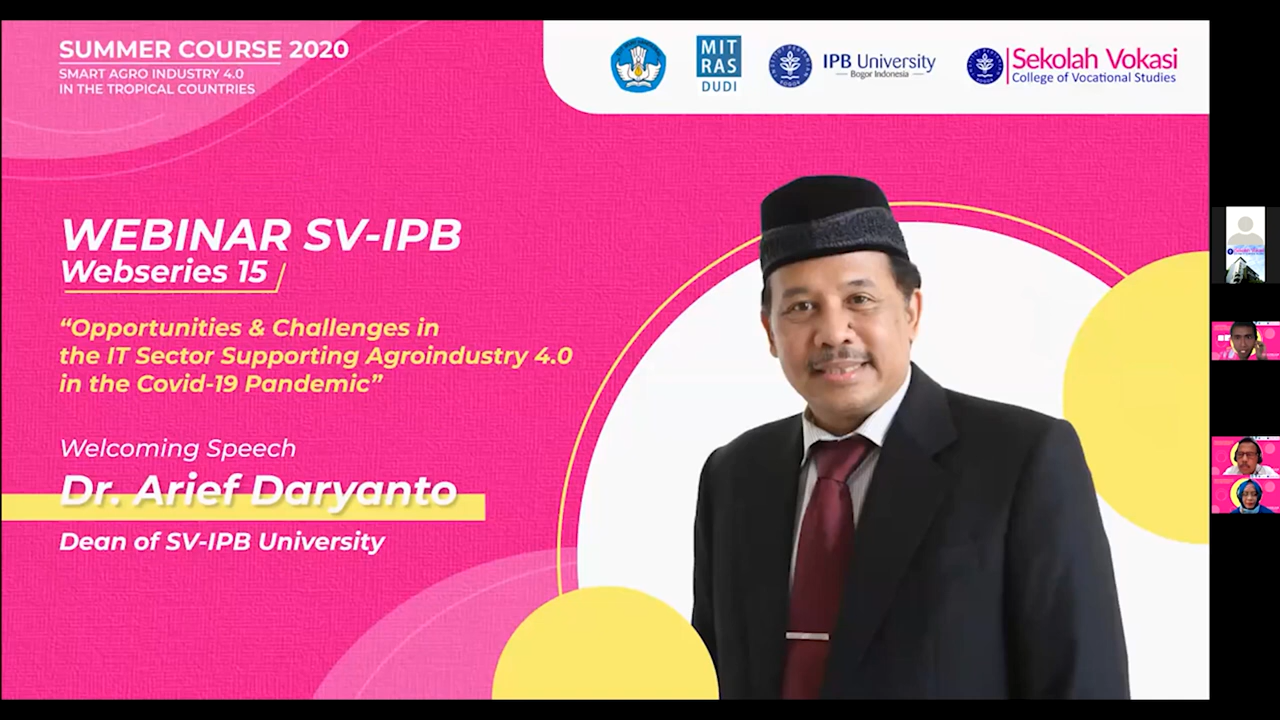 SUMMER COURSE 2020
SMART AGRO INDUSTRY 4.0
IN THE TROPICAL COUNTRIES
MIT
RAS
DUDI
IPB University
Bogor Indonesia
Sekolah Vokasi
College of Vocational Studies
WEBINAR SV-IPB
Webseries 15
“Opportunities & Challenges in
the IT Sector Supporting Agroindustry 4.0
in the Covid-19 Pandemic”
Welcoming Speech
Dr. Arief Daryanto
Dean of SV-IPB University